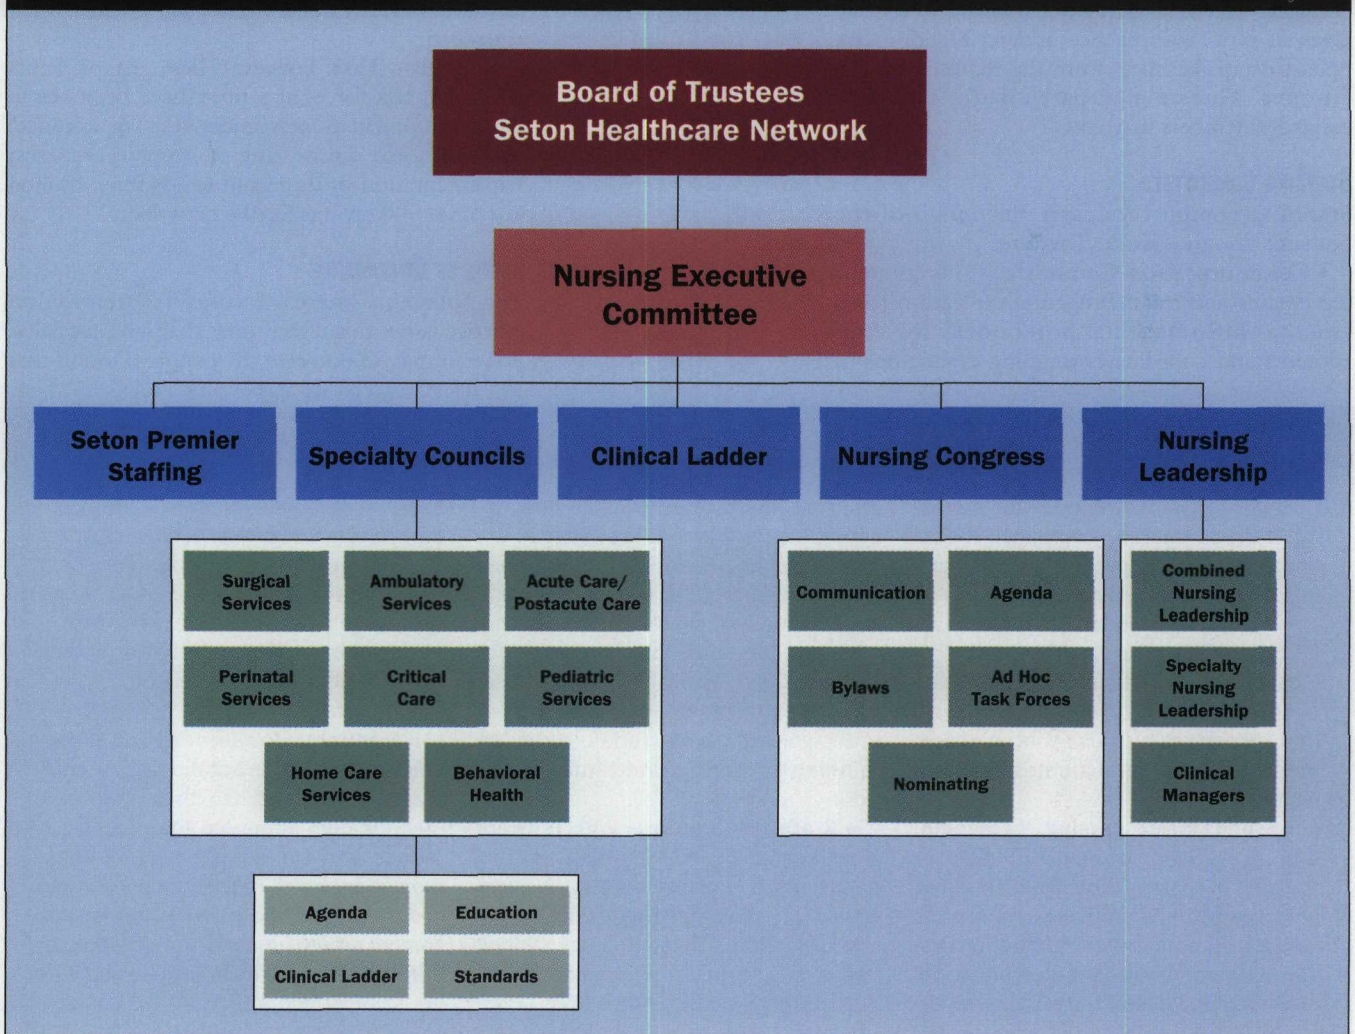 Board of Trustees
Seton Healthcare Network
Nursing Executive
Committee
Seton Premier
Staffing
Specialty Councils
Clinical Ladder
Nursing Congress
Nursing
Leadership
Surgical
Services
Ambulatory
Services
Acute Care/
Postacute Care
Perinatal
Services
Critical
Care
Pediatric
Services
Home Care
Services
Behavioral
Health
Agenda
Education
Clinical Ladder
Standards
Communication
Agenda
Bylaws
Ad Hoc
Task Forces
Nominating
Combined
Nursing
Leadership
Specialty
Nursing
Leadership
Clinical
Managers